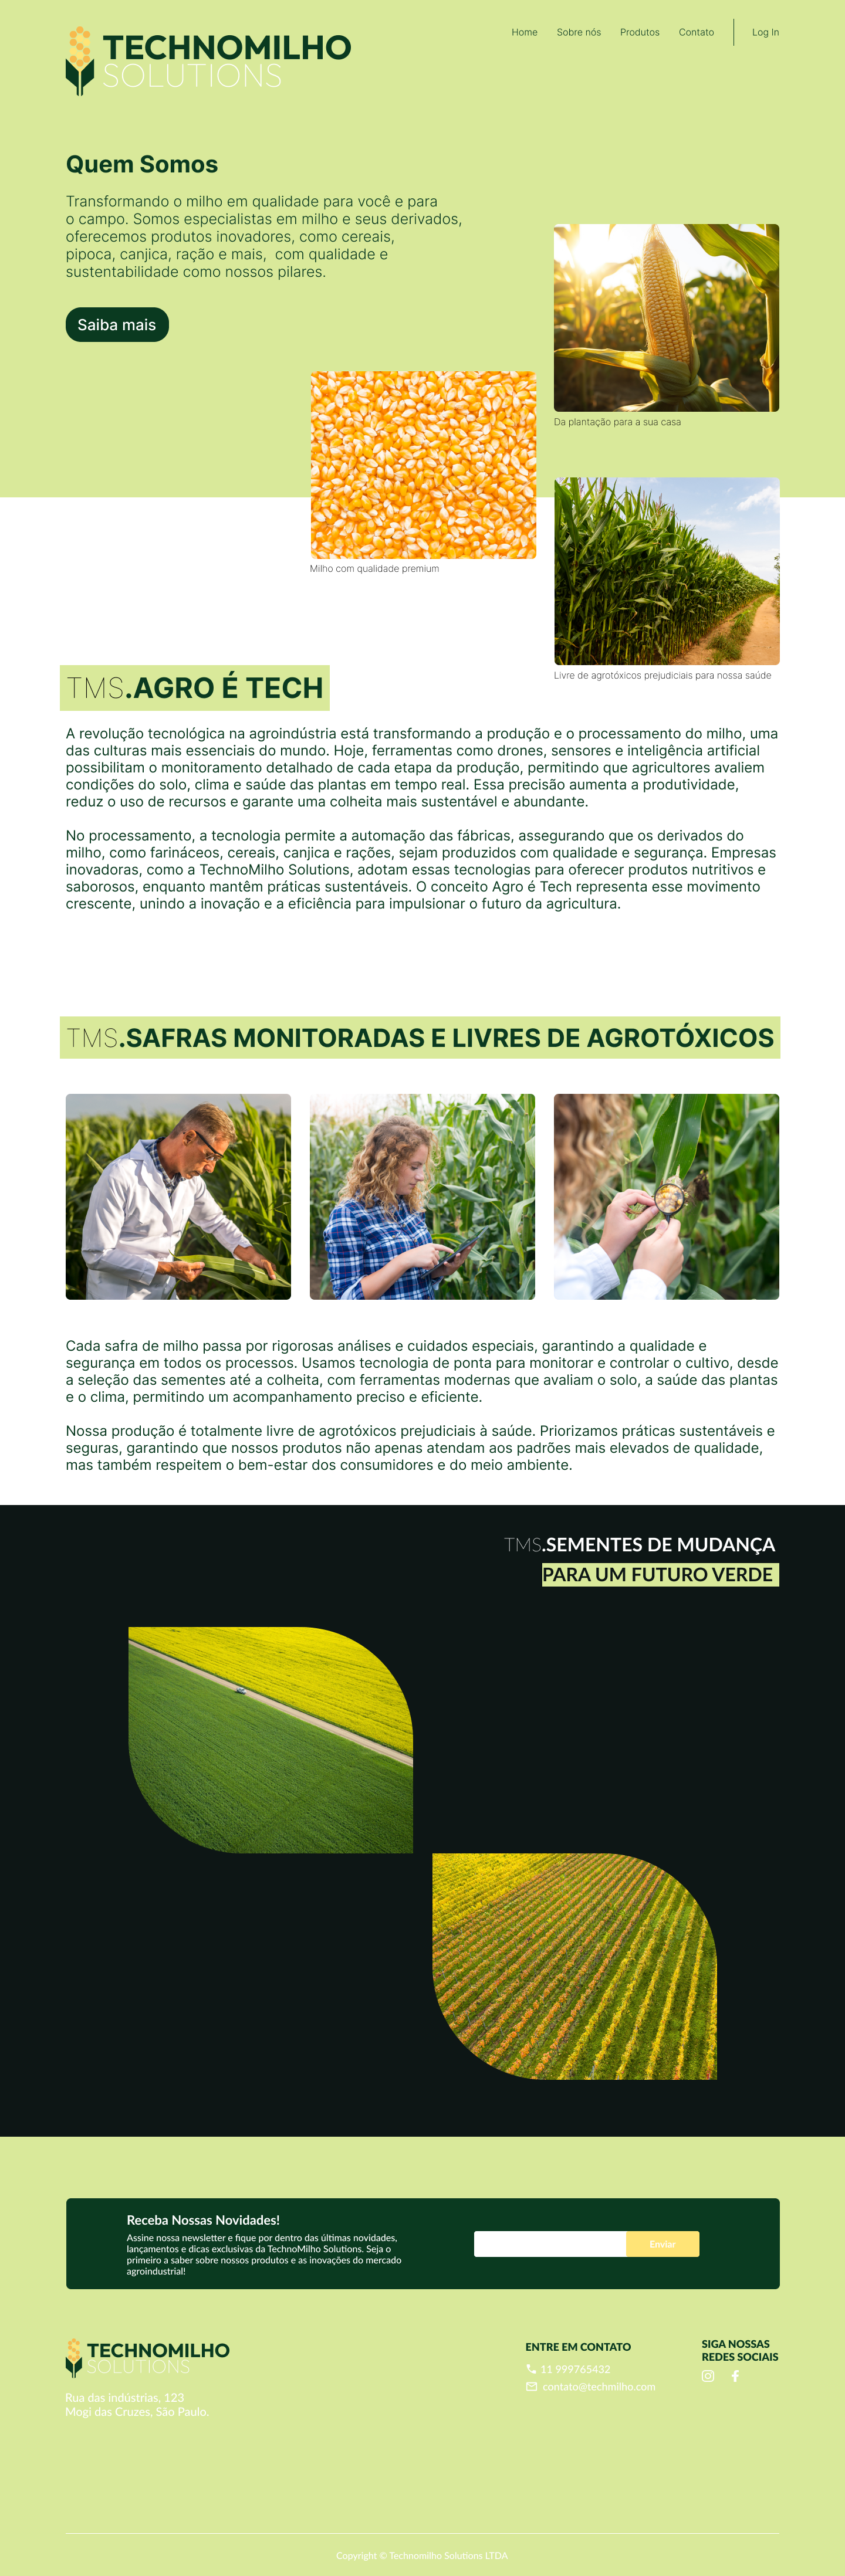 TECHNOMILHO
SOLUTIONS
Home Sobre nós Produtos Contato Log In
Quem Somos
Transformando o milho em qualidade para você e para
o campo. Somos especialistas em milho e seus derivados,
oferecemos produtos inovadores, como cereais,
pipoca, canjica, ração e mais, com qualidade e
sustentabilidade como nossos pilares.
Saiba mais
Da plantação para a sua casa
Milho com qualidade premium
Livre de agrotóxicos prejudiciais para nossa saúde
TMS.AGRO É TECH
A revolução tecnológica na agroindústria está transformando a produção e o processamento do milho, uma
das culturas mais essenciais do mundo. Hoje, ferramentas como drones, sensores e inteligência artificial
possibilitam o monitoramento detalhado de cada etapa da produção, permitindo que agricultores avaliem
condições do solo, clima e saúde das plantas em tempo real. Essa precisão aumenta a produtividade,
reduz o uso de recursos e garante uma colheita mais sustentável e abundante.
No processamento, a tecnologia permite a automação das fábricas, assegurando que os derivados do
milho, como farináceos, cereais, canjica e rações, sejam produzidos com qualidade e segurança. Empresas
inovadoras, como a TechnoMilho Solutions, adotam essas tecnologias para oferecer produtos nutritivos e
saborosos, enquanto mantêm práticas sustentáveis. O conceito Agro é Tech representa esse movimento
crescente, unindo a inovação e a eficiência para impulsionar o futuro da agricultura.
TMS.SAFRAS MONITORADAS E LIVRES DE AGROTÓXICOS
Cada safra de milho passa por rigorosas análises e cuidados especiais, garantindo a qualidade e
segurança em todos os processos. Usamos tecnologia de ponta para monitorar e controlar o cultivo, desde
a seleção das sementes até a colheita, com ferramentas modernas que avaliam o solo, a saúde das plantas
e o clima, permitindo um acompanhamento preciso e eficiente.
Nossa produção é totalmente livre de agrotóxicos prejudiciais à saúde. Priorizamos práticas sustentáveis e
seguras, garantindo que nossos produtos não apenas atendam aos padrões mais elevados de qualidade,
mas também respeitem o bem-estar dos consumidores e do meio ambiente.
TMS.SEMENTES DE MUDANÇA
PARA UM FUTURO VERDE
Receba Nossas Novidades!
Assine nossa newsletter e fique por dentro das últimas novidades,
lançamentos e dicas exclusivas da TechnoMilho Solutions. Seja o
primeiro a saber sobre nossos produtos e as inovações do mercado
agroindustrial!
Enviar
TECHNOMILHO
SOLUTIONS
Rua das indústrias, 123
Mogi das Cruzes, São Paulo.
ENTRE EM CONTATO
11 999765432
contato@techmilho.com
SIGA NOSSAS
REDES SOCIAIS
Copyright © Technomilho Solutions LTDA